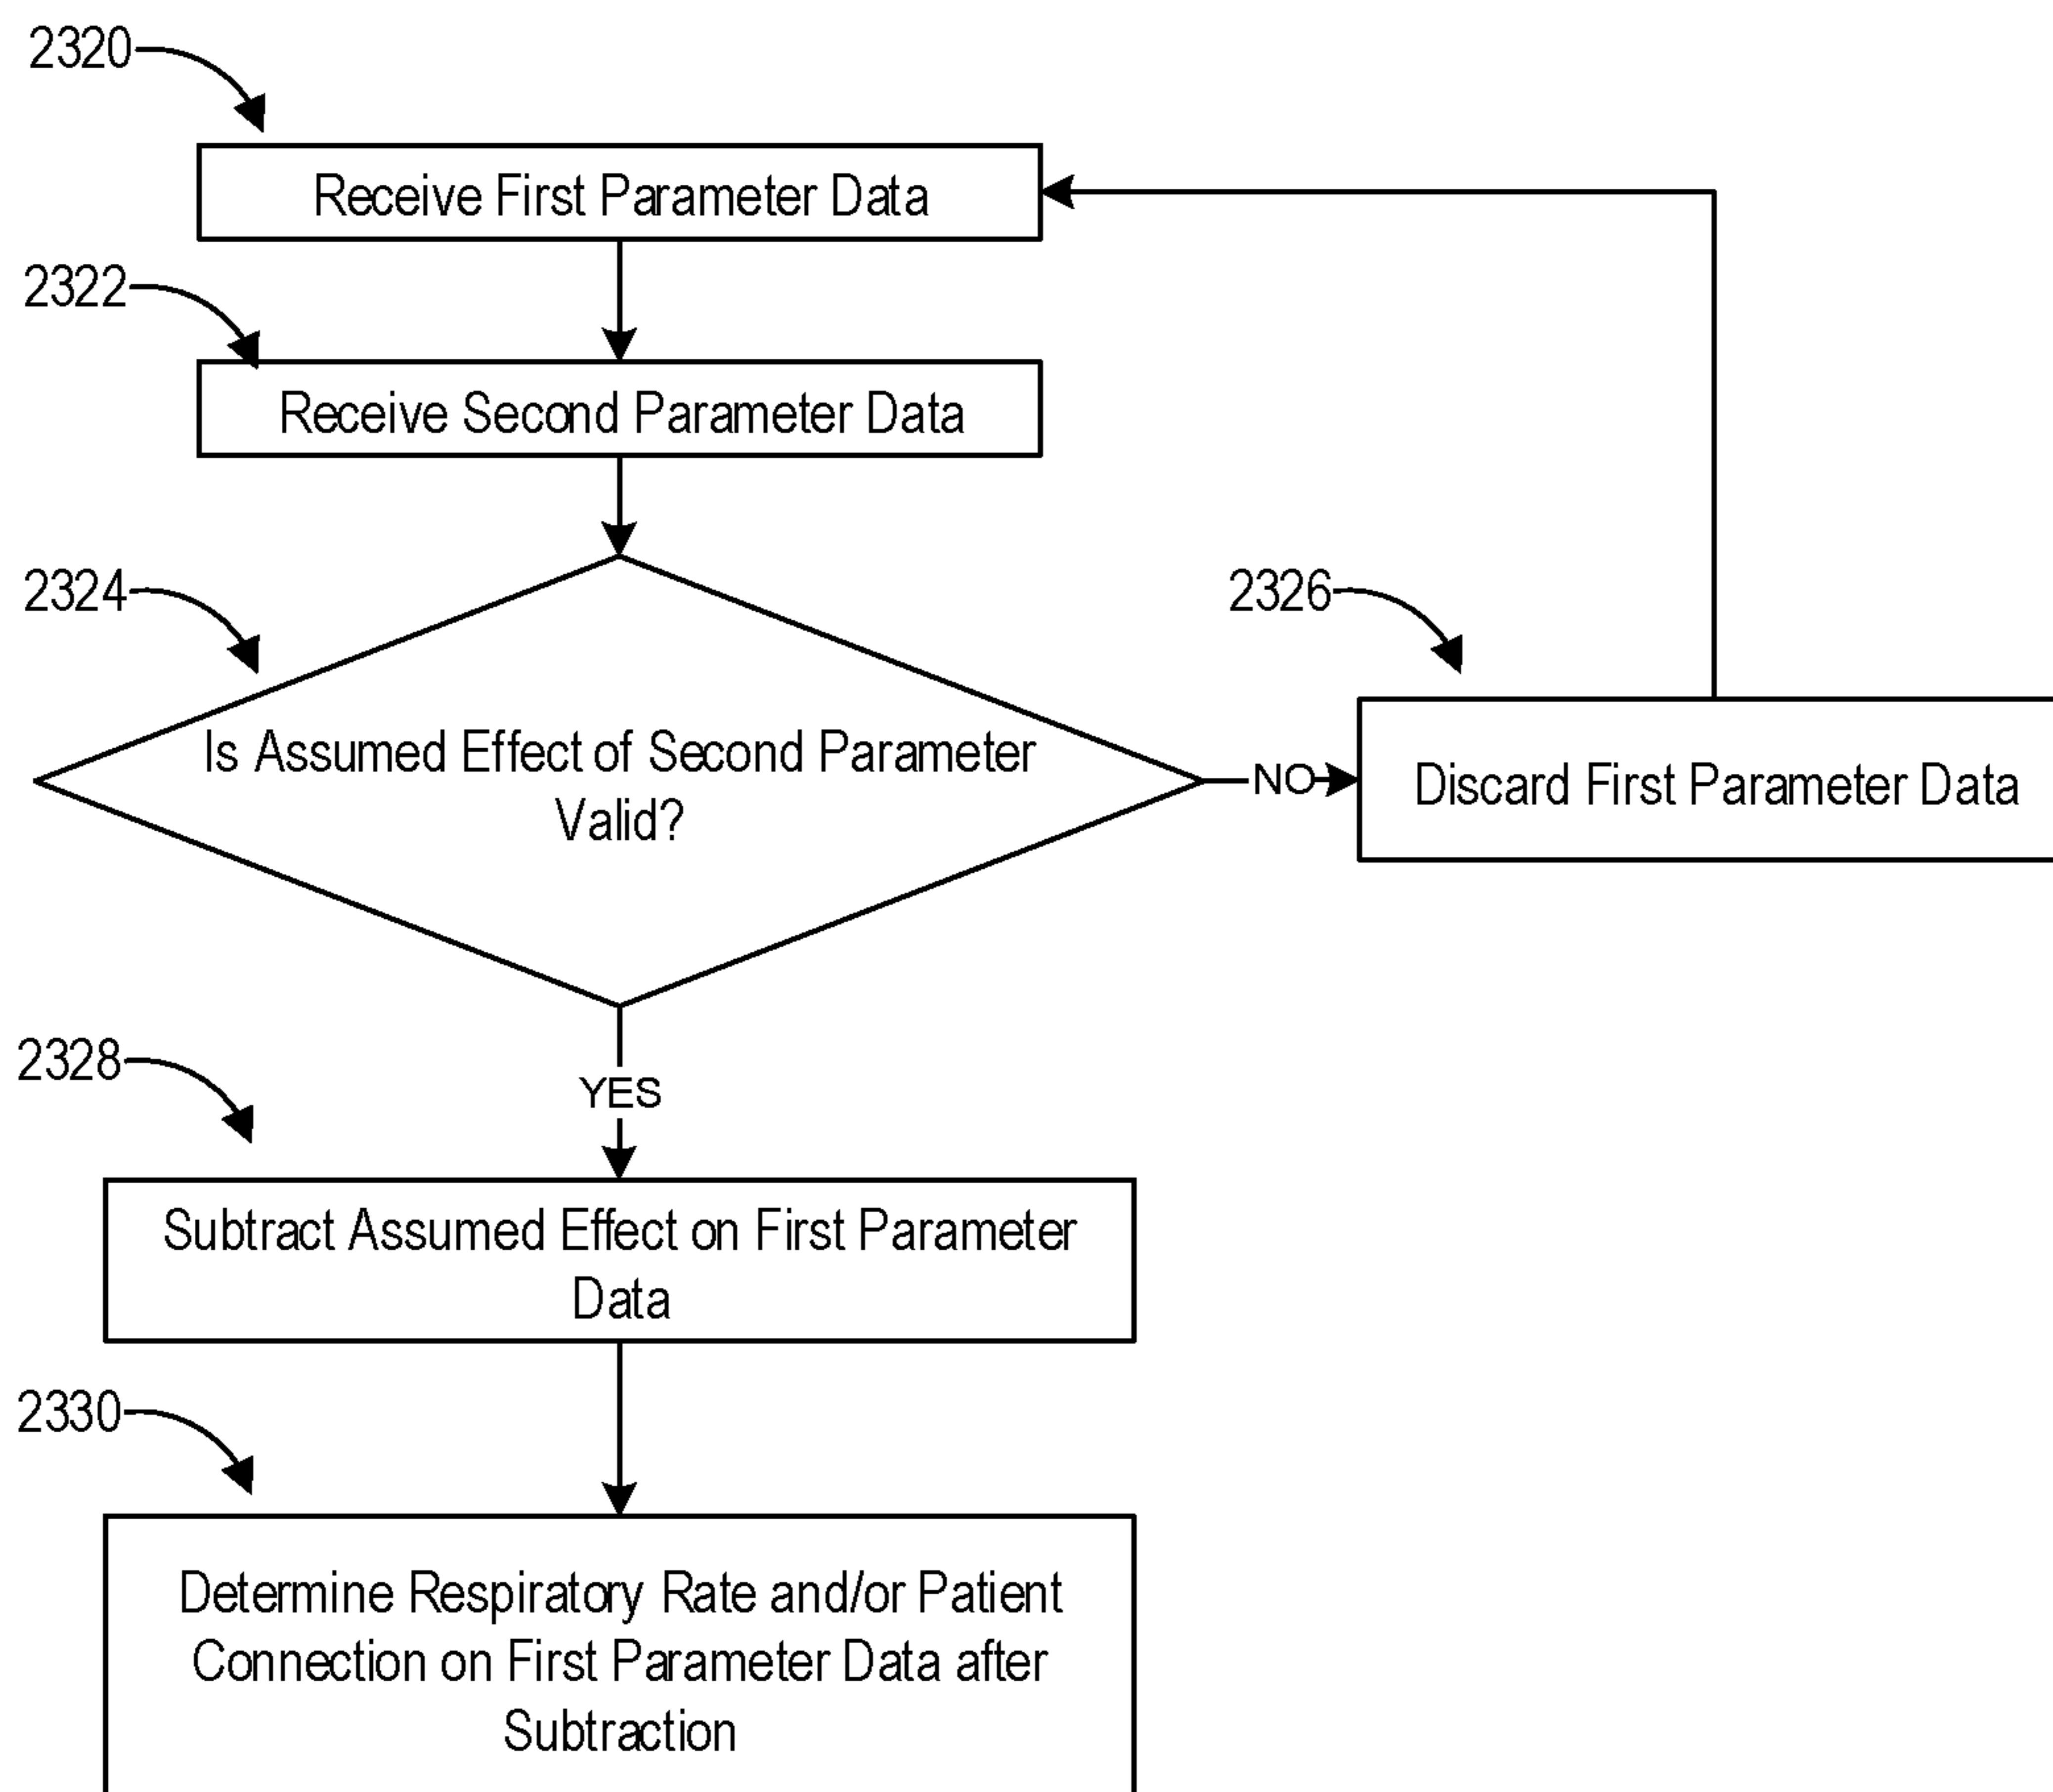 2320
Receive First Parameter Data
2322
Receive Second Parameter Data
2324
Is Assumed Effect of Second Parameter
Valid?
NO
2326
Discard First Parameter Data
YES
2328
Subtract Assumed Effect on First Parameter
Data
2330
Determine Respiratory Rate and/or Patient
Connection on First Parameter Data after
Subtraction